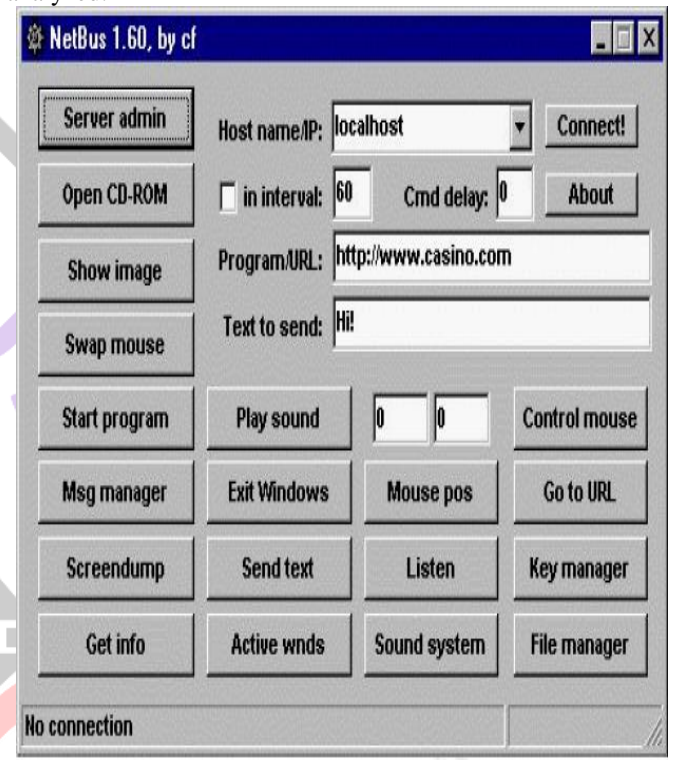 NetBus 1.60, by cf
Server admin
Host name/IP: localhost Connect!
Open CD-ROM
in interval: 60 Cmd delay: 0 About
Show image
Program/URL: http://www.casino.com
Swap mouse
Text to send: Hi!
Start program Play sound 0 0 Control mouse
Msg manager Exit Windows Mouse pos Go to URL
Screendump Send text Listen Key manager
Get info Active wnds Sound system File manager
No connection